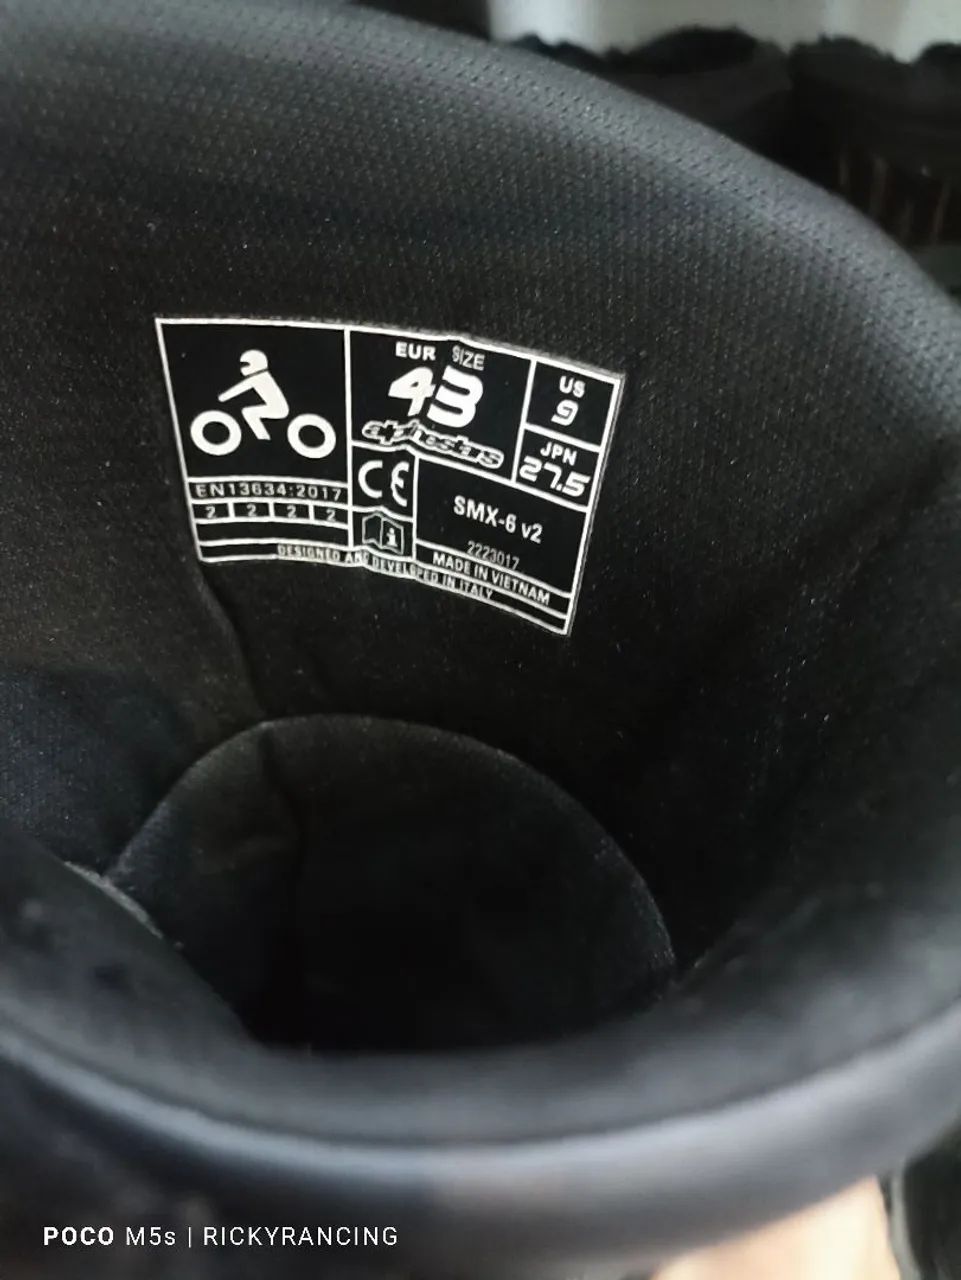 EUR SIZE
43
alpinestars
US
9
JPN
27.5
EN13634:2017
2 2 2 2
CE
i
SMX-6 v2
2223017
MADE IN VIETNAM
DESIGNED AND DEVELOPED IN ITALY
POCO M5s | RICKYRANCING